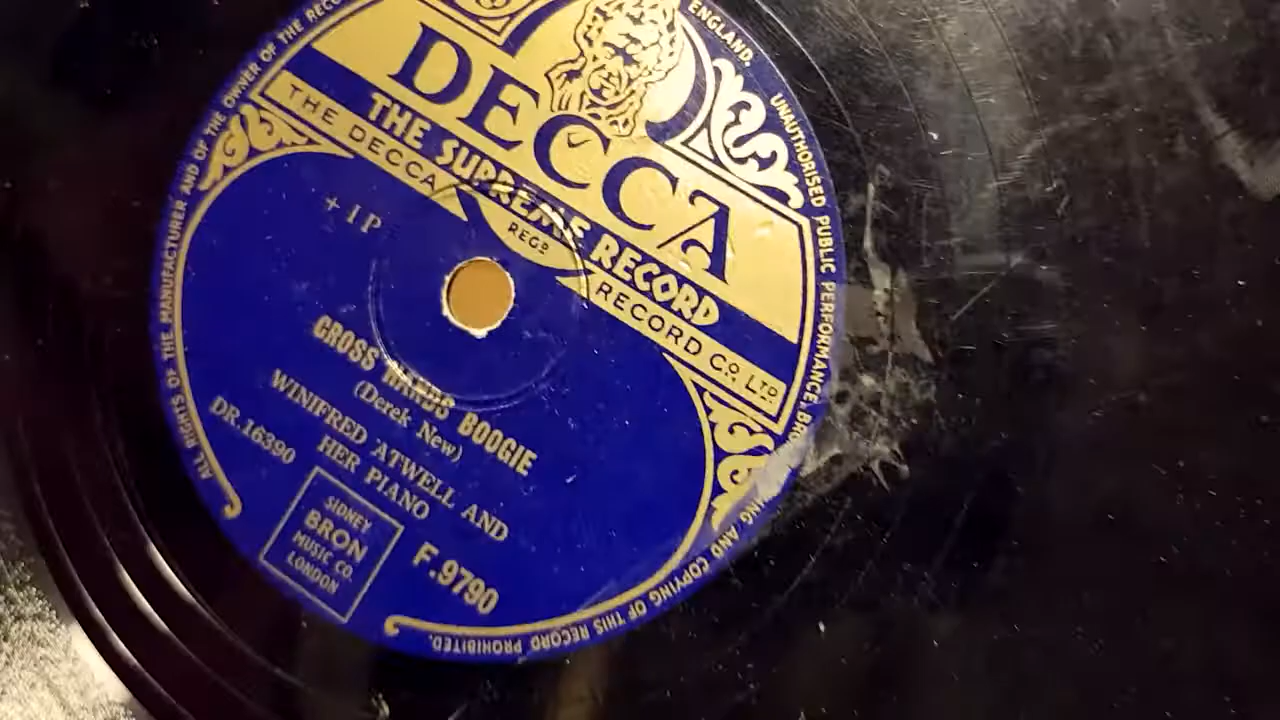 DECCA
THE SUPREME RECORD
THE DECCA RECORD CO. LTD
REGD
+ 1P
CROSS HANDS BOOGIE
(Derek New)
WINIFRED ATWELL AND
HER PIANO
DR.16390
SIDNEY
BRON
MUSIC CO.
LONDON
F.9790
ALL RIGHTS OF THE MANUFACTURER AND OF THE OWNER OF THE
UNAUTHORISED PUBLIC PERFORMANCE, AND COPYING OF THIS RECORD PROHIBITED.
ENGLAND.